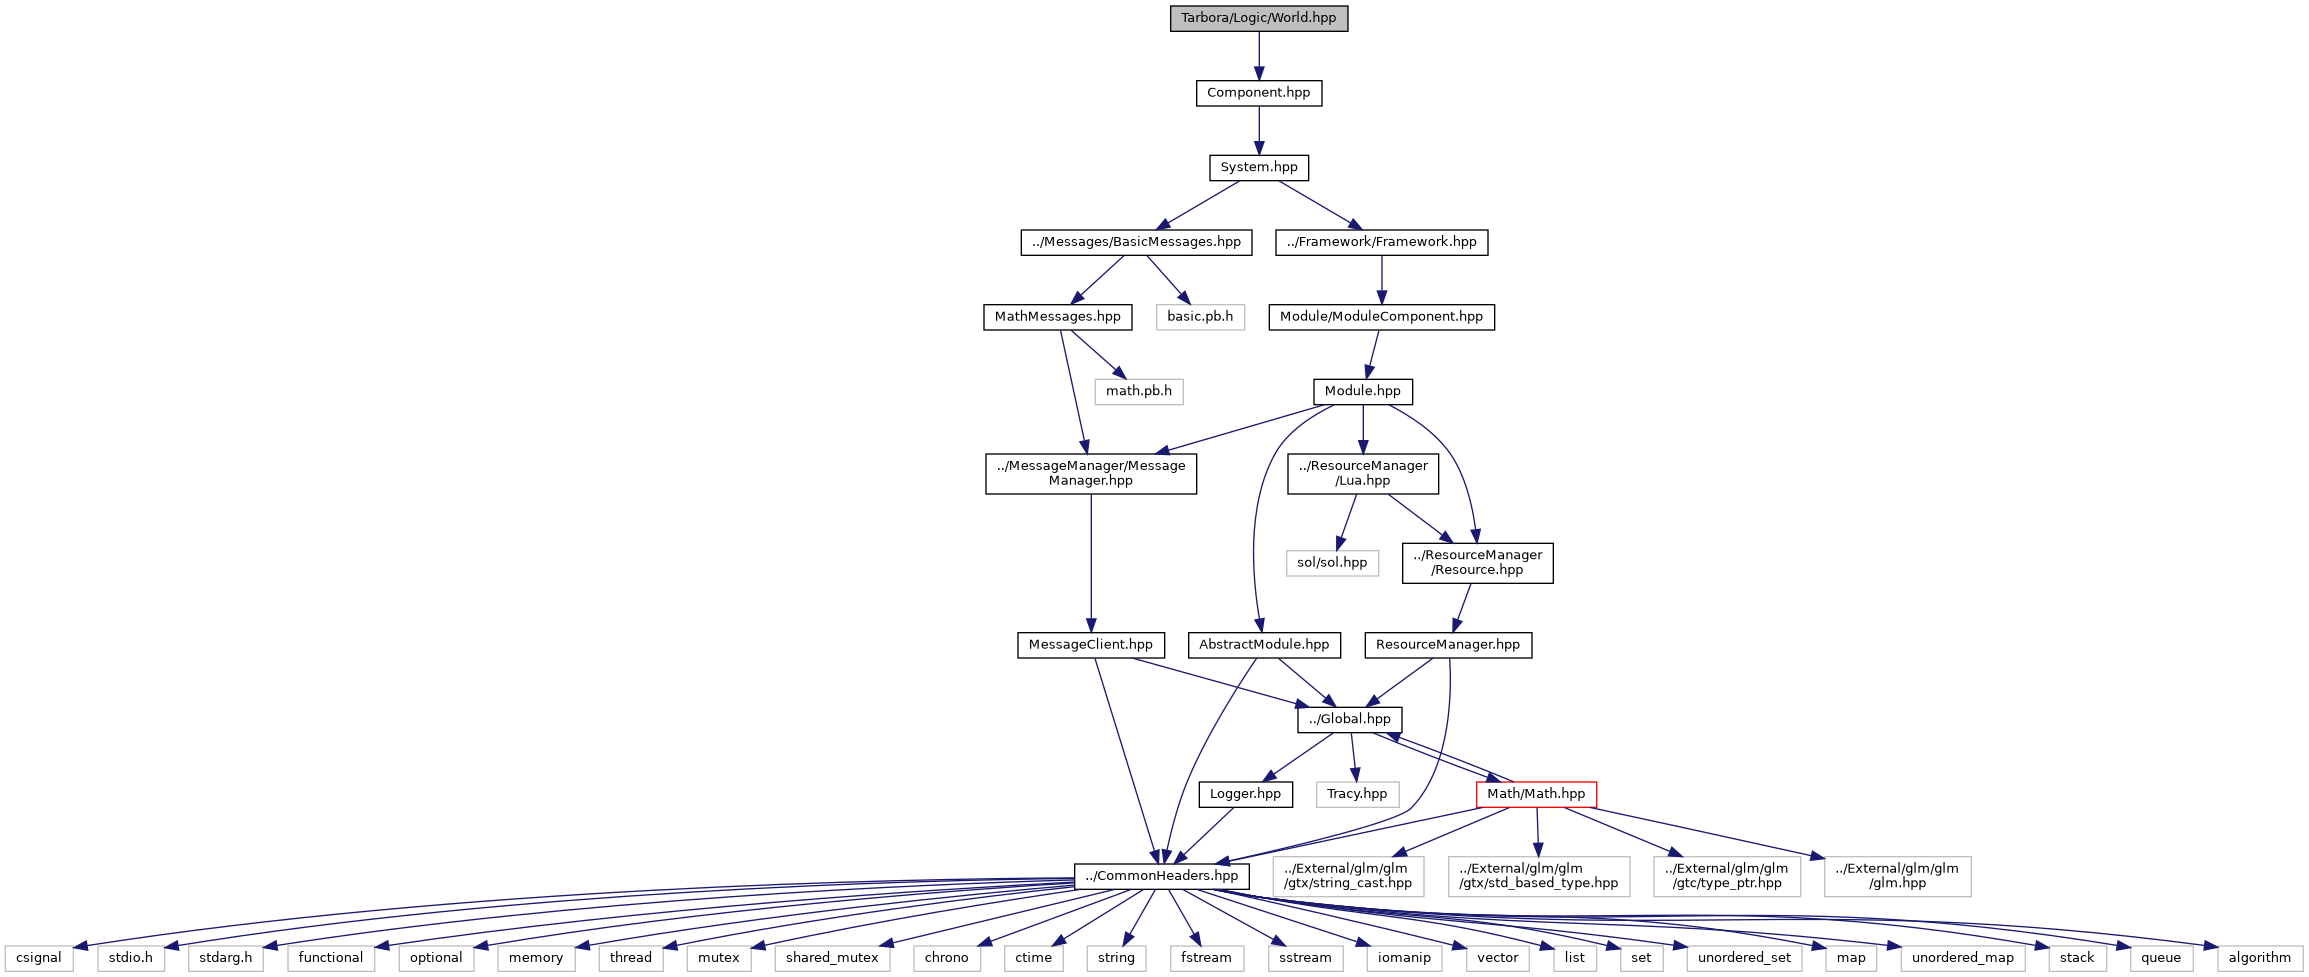 Tarbora/Logic/World.hpp
Component.hpp
System.hpp
../Messages/BasicMessages.hpp
../Framework/Framework.hpp
MathMessages.hpp
basic.pb.h
Module/ModuleComponent.hpp
math.pb.h
Module.hpp
../MessageManager/Message
Manager.hpp
../ResourceManager
/Lua.hpp
sol/sol.hpp
../ResourceManager
/Resource.hpp
MessageClient.hpp
AbstractModule.hpp
ResourceManager.hpp
../Global.hpp
Logger.hpp
Tracy.hpp
Math/Math.hpp
../CommonHeaders.hpp
../External/glm/glm
/gtx/string_cast.hpp
../External/glm/glm
/gtx/std_based_type.hpp
../External/glm/glm
/gtc/type_ptr.hpp
../External/glm/glm
/glm.hpp
csignal
stdio.h
stdarg.h
functional
optional
memory
thread
mutex
shared_mutex
chrono
ctime
string
fstream
sstream
iomanip
vector
list
set
unordered_set
map
unordered_map
stack
queue
algorithm